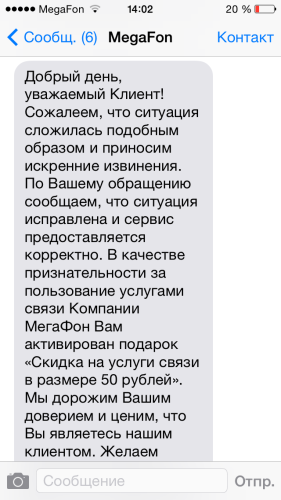 MegaFon 14:02 20 %
Сообщ. (6) MegaFon Контакт
Добрый день,
уважаемый Клиент!
Сожалеем, что ситуация
сложилась подобным
образом и приносим
искренние извинения.
По Вашему обращению
сообщаем, что ситуация
исправлена и сервис
предоставляется
корректно. В качестве
признательности за
пользование услугами
связи Компании
МегаФон Вам
активирован подарок
«Скидка на услуги связи
в размере 50 рублей».
Мы дорожим Вашим
доверием и ценим, что
Вы являетесь нашим
клиентом. Желаем
Сообщение Отпр.